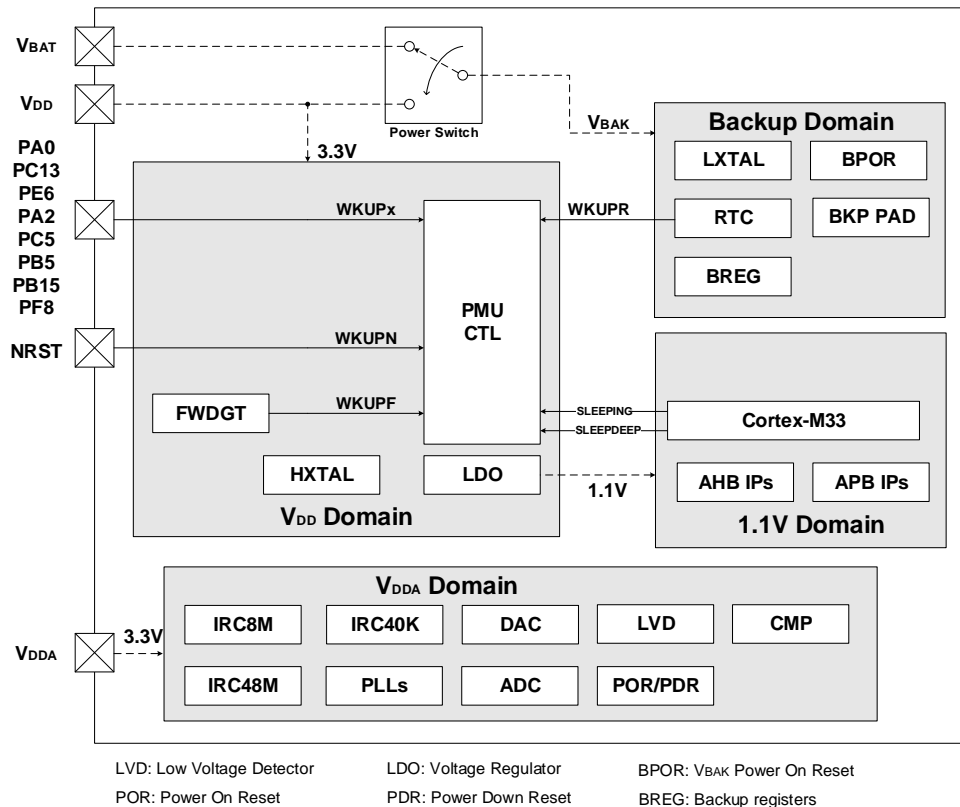 VBAT
VDD
Power Switch
VBAK
3.3V
PA0
PC13
PE6
PA2
PC5
PB5
PB15
PF8
NRST
WKUPx
WKUPN
FWDGT
WKUPF
PMU
CTL
HXTAL
LDO
VDD Domain
WKUPR
Backup Domain
LXTAL
BPOR
RTC
BKP PAD
BREG
SLEEPING
SLEEPDEEP
Cortex-M33
1.1V
AHB IPs
APB IPs
1.1V Domain
VDDA
3.3V
VDDA Domain
IRC8M
IRC40K
DAC
LVD
CMP
IRC48M
PLLs
ADC
POR/PDR
LVD: Low Voltage Detector
LDO: Voltage Regulator
BPOR: VBAK Power On Reset
POR: Power On Reset
PDR: Power Down Reset
BREG: Backup registers